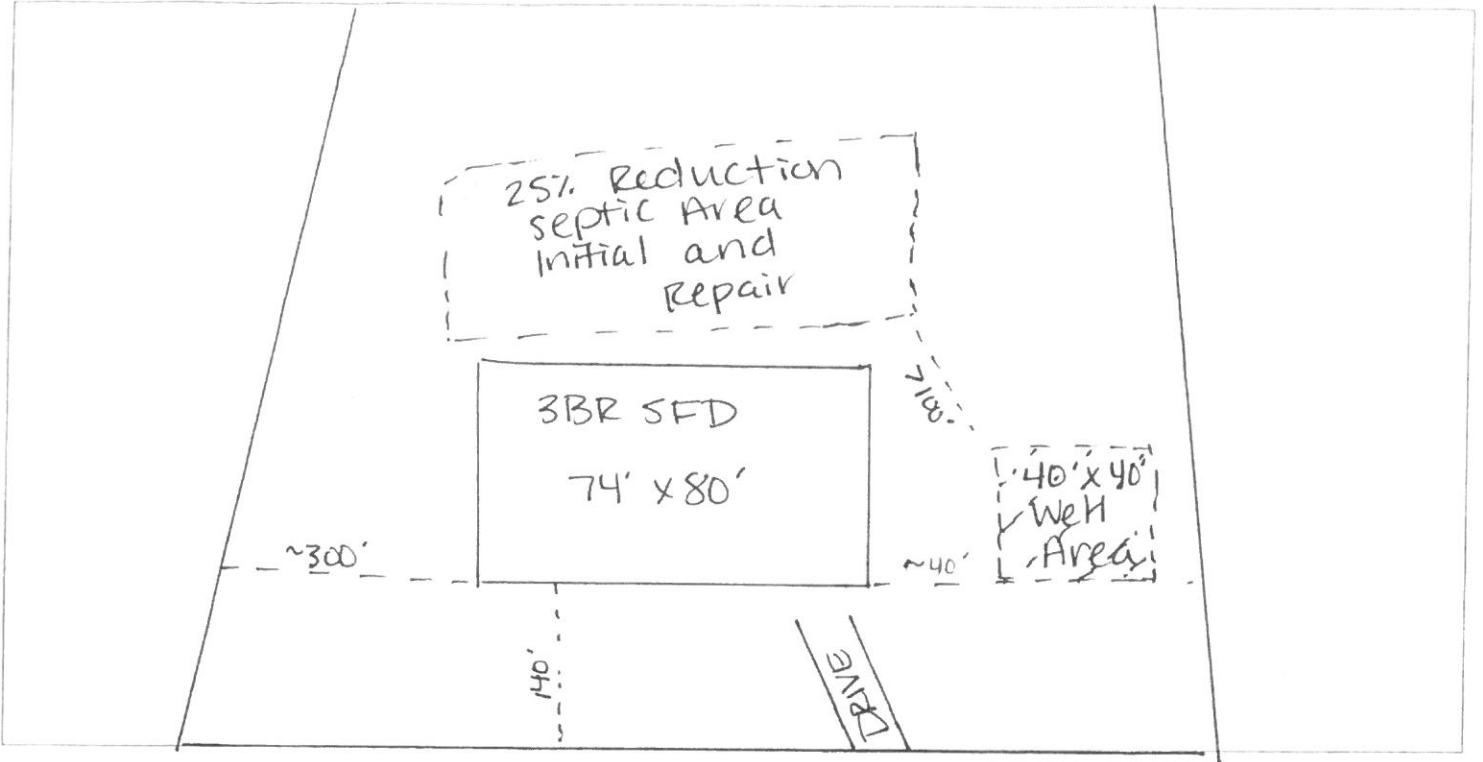 25% Reduction
septic Area
Initial and
Repair
3BR SFD
74' x 80'
>100'
40' x 40'
Well
Area
~300'
~40'
140'
DRIVE